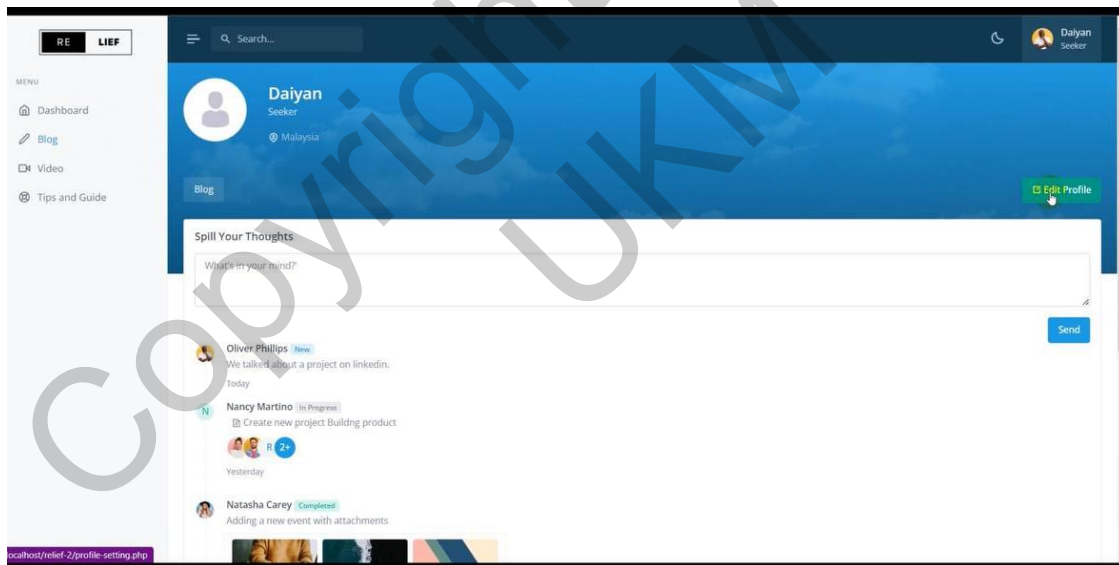 RE LIEF
Search...
Daiyan
Seeker
MENU
Dashboard
Blog
Video
Tips and Guide
Daiyan
Seeker
Malaysia
Blog
Edit Profile
Spill Your Thoughts
What's in your mind?'
Send
Oliver Phillips New
We talked about a project on linkedin.
Today
N
Nancy Martino In Progress
Create new project Buildng product
R 2+
Yesterday
Natasha Carey Completed
Adding a new event with attachments
ocalhost/relief-2/profile-setting.php
Copyright
UKM